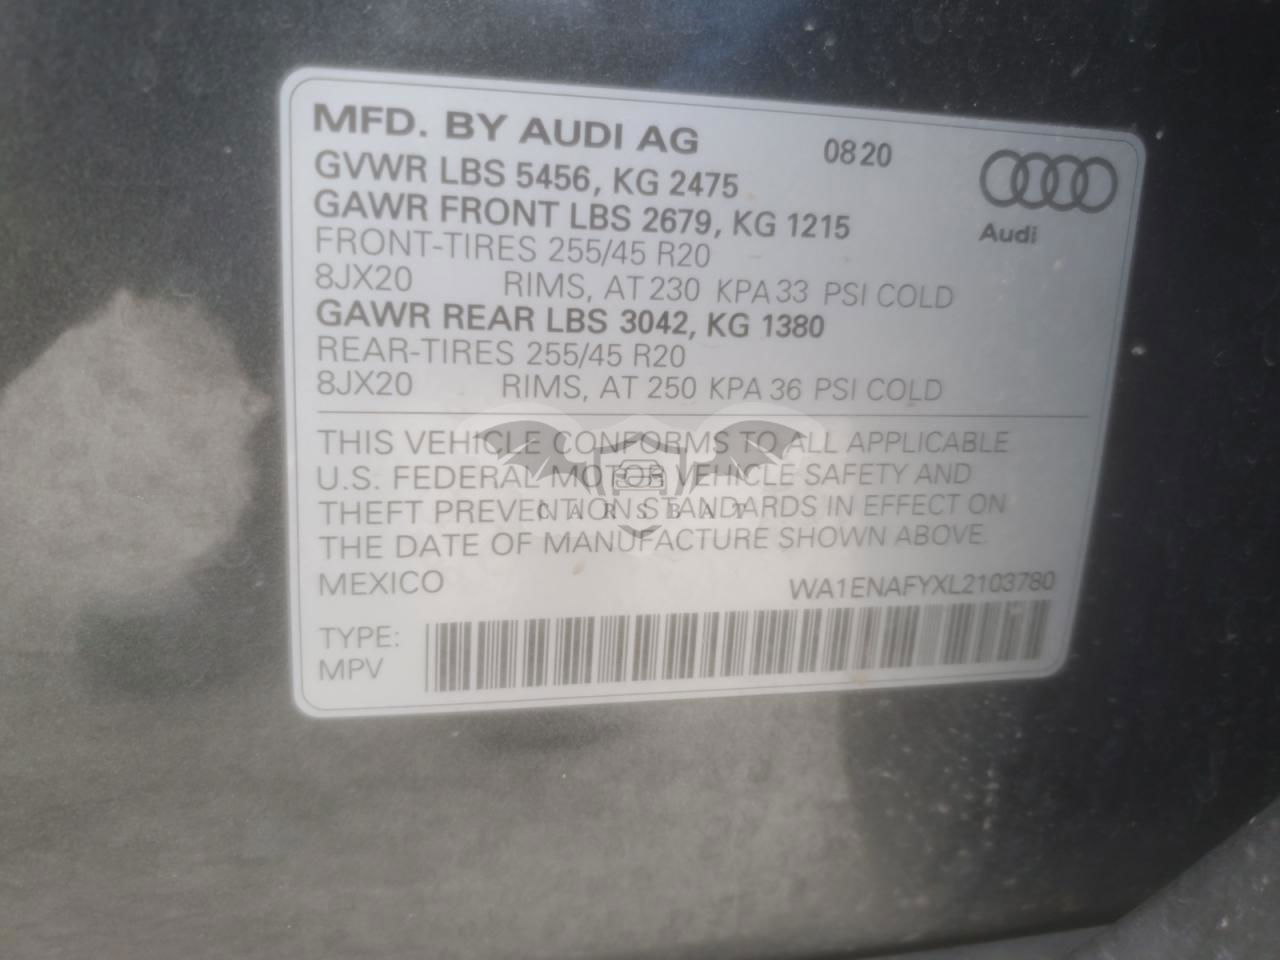 MFD. BY AUDI AG 0820
GVWR LBS 5456, KG 2475
GAWR FRONT LBS 2679, KG 1215
Audi
FRONT-TIRES 255/45 R20
8JX20 RIMS, AT 230 KPA 33 PSI COLD
GAWR REAR LBS 3042, KG 1380
REAR-TIRES 255/45 R20
8JX20 RIMS, AT 250 KPA 36 PSI COLD
THIS VEHICLE CONFORMS TO ALL APPLICABLE
U.S. FEDERAL MOTOR VEHICLE SAFETY AND
THEFT PREVENTION STANDARDS IN EFFECT ON
CARSBAT
THE DATE OF MANUFACTURE SHOWN ABOVE.
MEXICO WA1ENAFYXL2103780
TYPE:
MPV